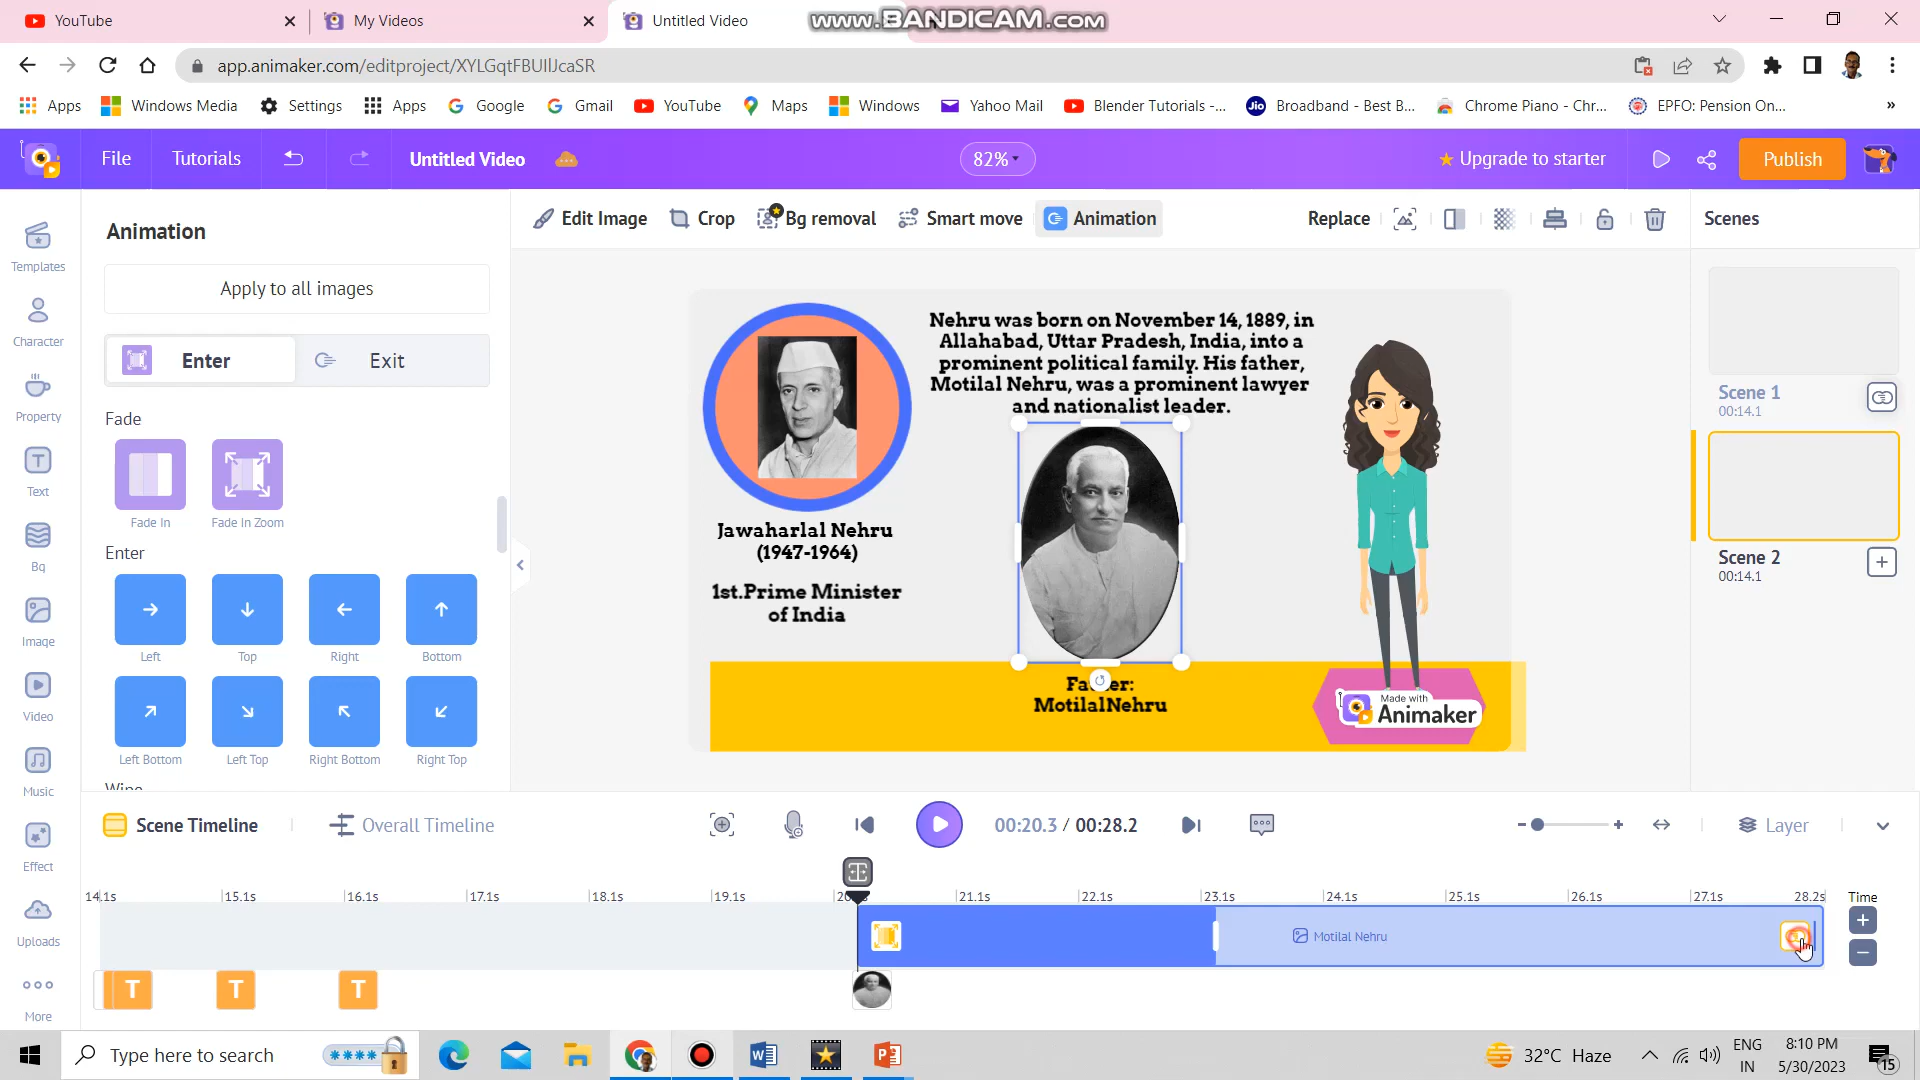 YouTube
My Videos
Untitled Video
www.BANDICAM.com
app.animaker.com/editproject/XYLGqtFBUIlJcaSR
Apps
Windows Media
Settings
Apps
Google
Gmail
YouTube
Maps
Windows
Yahoo Mail
Blender Tutorials -...
Jio
Broadband - Best B...
Chrome Piano - Chr...
EPFO: Pension On...
»
File
Tutorials
Untitled Video
82%
Upgrade to starter
Publish
Templates
Character
Property
Text
Bg
Image
Video
Music
Effect
Uploads
More
Animation
Apply to all images
Enter
Exit
Fade
Fade In
Fade In Zoom
Enter
Left
Top
Right
Bottom
Left Bottom
Left Top
Right Bottom
Right Top
Wipe
Edit Image
Crop
Bg removal
Smart move
Animation
Replace
Nehru was born on November 14, 1889, in
Allahabad, Uttar Pradesh, India, into a
prominent political family. His father,
Motilal Nehru, was a prominent lawyer
and nationalist leader.
Jawaharlal Nehru
(1947-1964)
1st.Prime Minister
of India
Father:
MotilalNehru
Made with
Animaker
Scenes
Scene 1
00:14.1
Scene 2
00:14.1
Scene Timeline
Overall Timeline
00:20.3 / 00:28.2
Layer
14.1s
15.1s
16.1s
17.1s
18.1s
19.1s
21.1s
22.1s
23.1s
24.1s
25.1s
26.1s
27.1s
28.2s
Time
Motilal Nehru
T
T
T
Type here to search
32°C Haze
ENG
IN
8:10 PM
5/30/2023
15